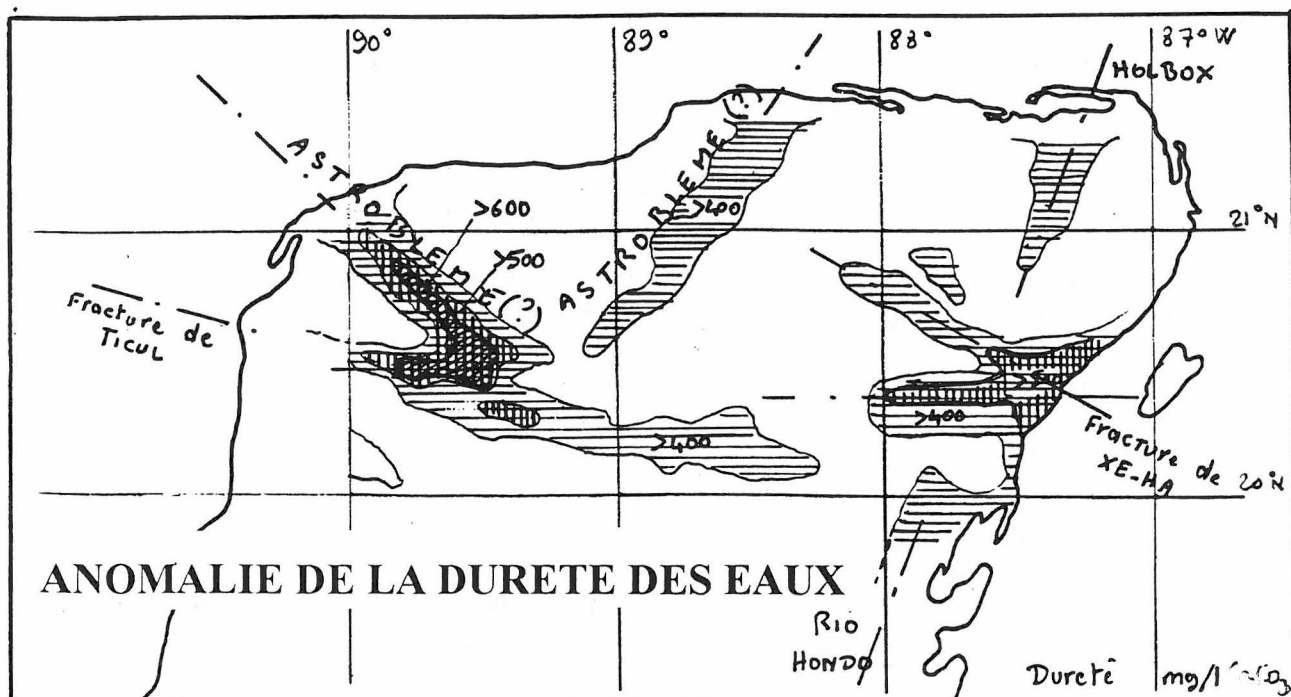 90° 89° 88° 87°W
HOLBOX
ASTROBLEME (?)
ASTROBLEME (?)
>600
>500
>400
21°N
Fracture de
TICUL
>400
>400
Fracture de
XE-HA
20°N
ANOMALIE DE LA DURETE DES EAUX
RIO
HONDO
Dureté mg/l